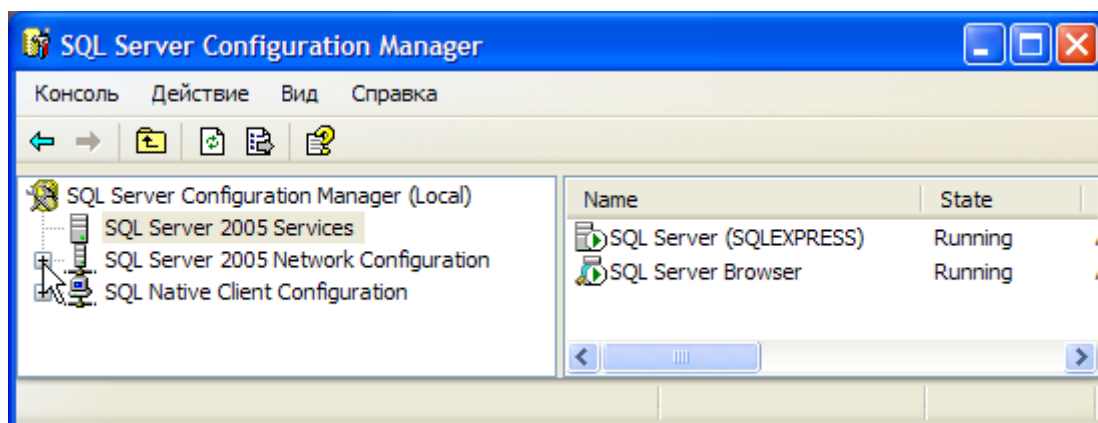 SQL Server Configuration Manager
Консоль Действие Вид Справка
SQL Server Configuration Manager (Local)
SQL Server 2005 Services
SQL Server 2005 Network Configuration
SQL Native Client Configuration
Name State
SQL Server (SQLEXPRESS) Running
SQL Server Browser Running